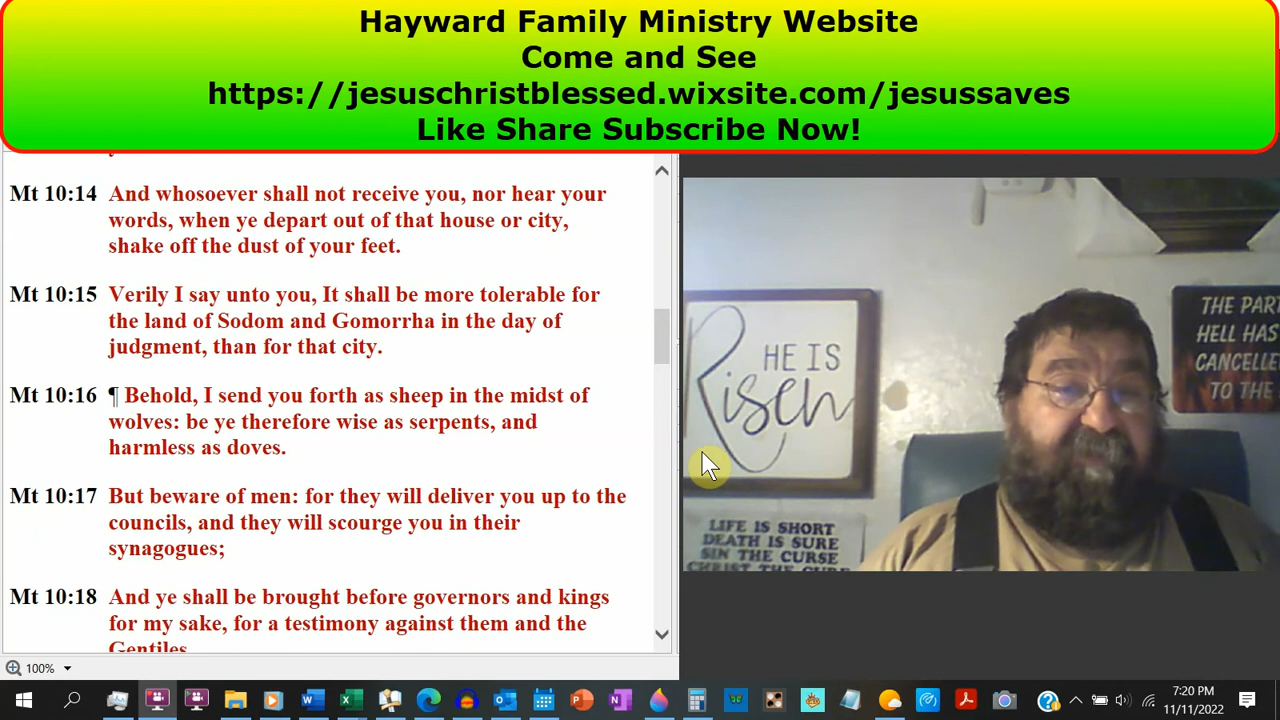 Hayward Family Ministry Website
Come and See
https://jesuschristblessed.wixsite.com/jesussaves
Like Share Subscribe Now!
Mt 10:14 And whosoever shall not receive you, nor hear your
words, when ye depart out of that house or city,
shake off the dust of your feet.
Mt 10:15 Verily I say unto you, It shall be more tolerable for
the land of Sodom and Gomorrha in the day of
judgment, than for that city.
Mt 10:16 ¶ Behold, I send you forth as sheep in the midst of
wolves: be ye therefore wise as serpents, and
harmless as doves.
Mt 10:17 But beware of men: for they will deliver you up to the
councils, and they will scourge you in their
synagogues;
Mt 10:18 And ye shall be brought before governors and kings
for my sake, for a testimony against them and the
Gentiles
HE IS
Risen
LIFE IS SHORT
DEATH IS SURE
SIN THE CURSE
CHRIST THE CURE
THE PAR
HELL HAS
CANCELLE
TO THE
100%
7:20 PM
11/11/2022